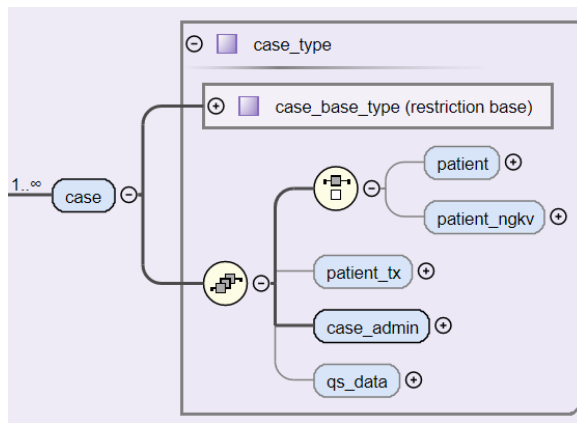 case_type
case_base_type (restriction base)
patient
1..∞
case
patient_ngkv
patient_tx
case_admin
qs_data